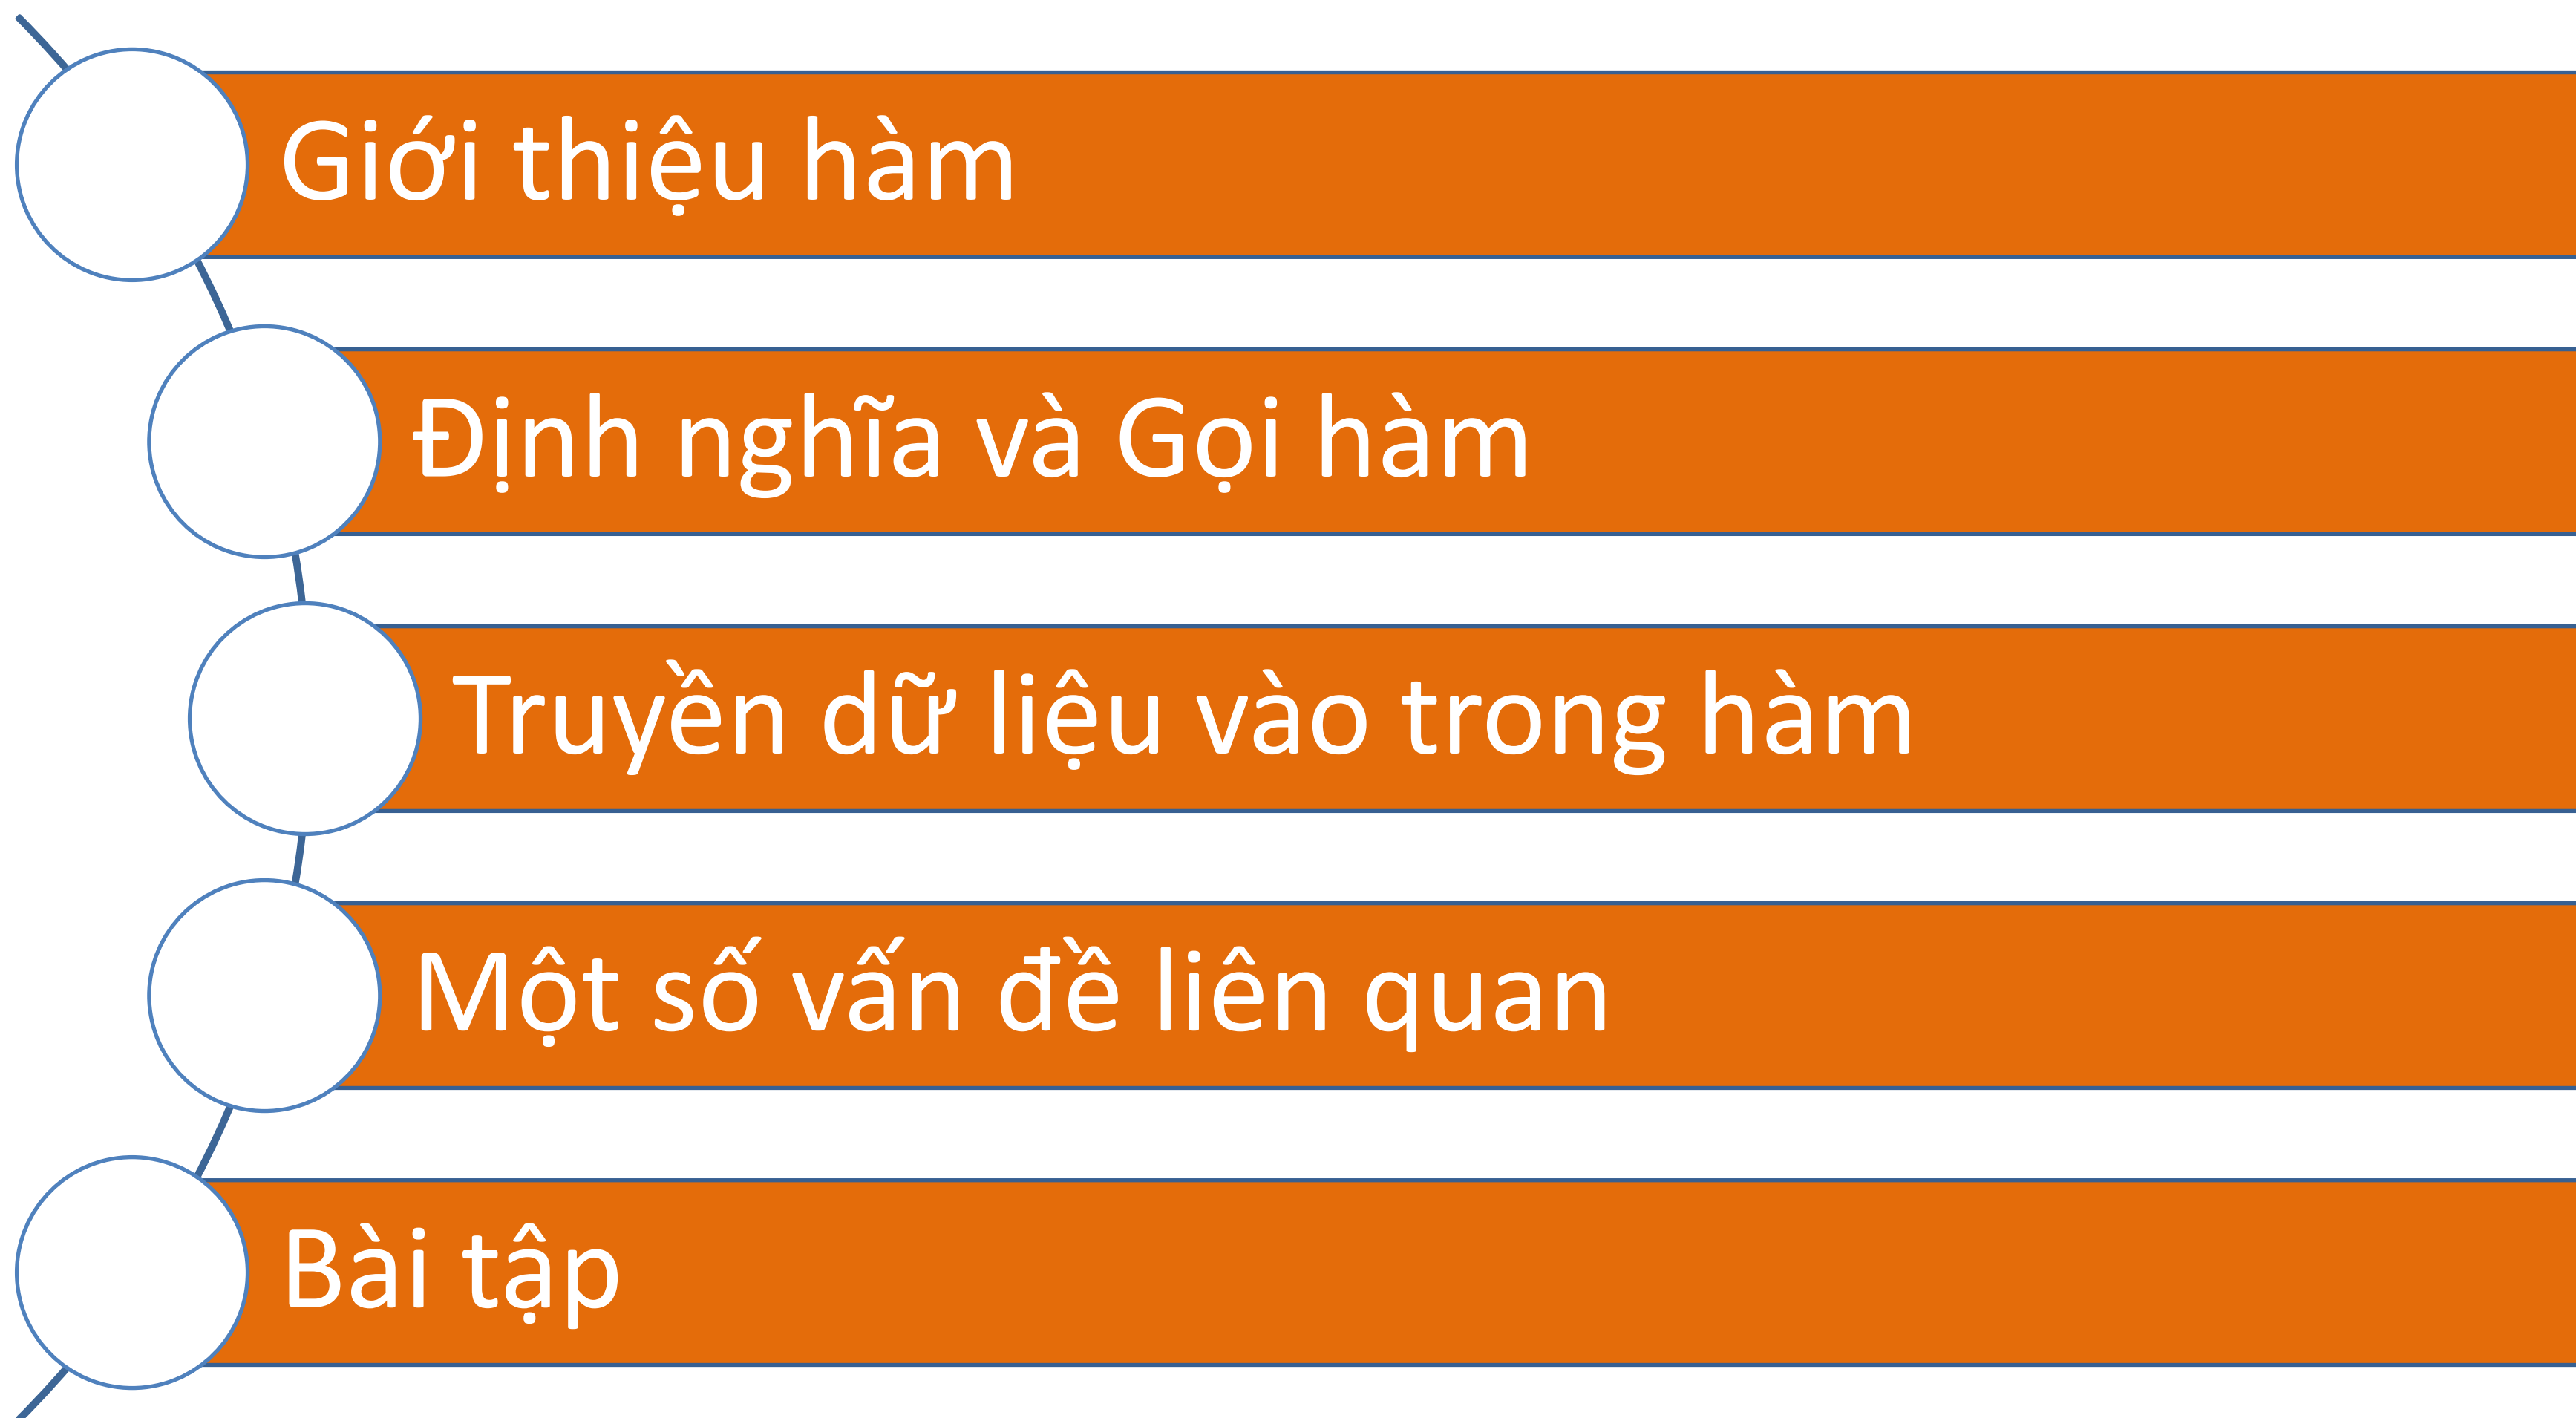 Giới thiệu hàm
Định nghĩa và Gọi hàm
Truyền dữ liệu vào trong hàm
Một số vấn đề liên quan
Bài tập